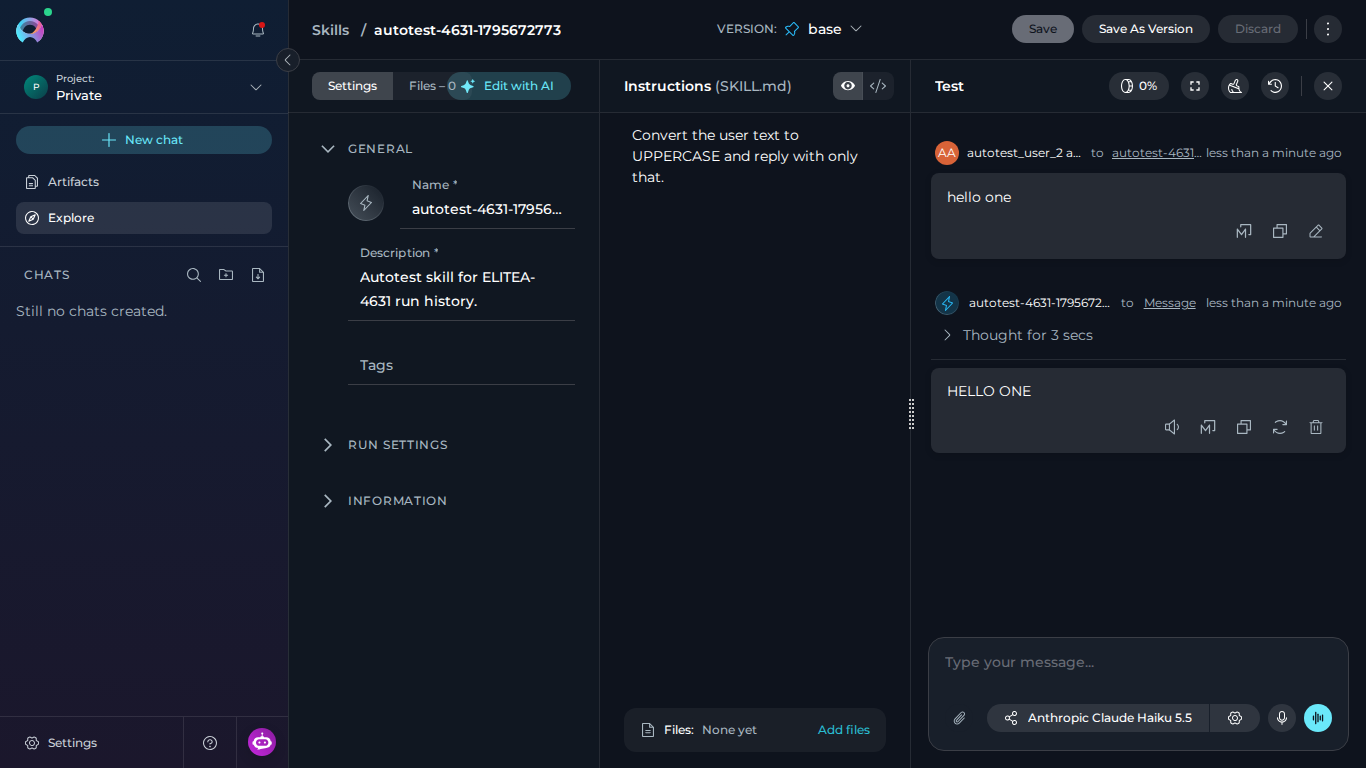 Project:
P
Private
New chat
Artifacts
Explore
CHATS
Still no chats created.
Settings
Skills / autotest-4631-1795672773
VERSION: base
Save
Save As Version
Discard
Settings
Files – 0
Edit with AI
GENERAL
Name *
autotest-4631-17956...
Description *
Autotest skill for ELITEA-
4631 run history.
Tags
RUN SETTINGS
INFORMATION
Instructions (SKILL.md)
Convert the user text to
UPPERCASE and reply with only
that.
Files: None yet
Add files
Test
0%
AA autotest_user_2 a... to autotest-4631... less than a minute ago
hello one
autotest-4631-1795672... to Message less than a minute ago
Thought for 3 secs
HELLO ONE
Type your message...
Anthropic Claude Haiku 5.5